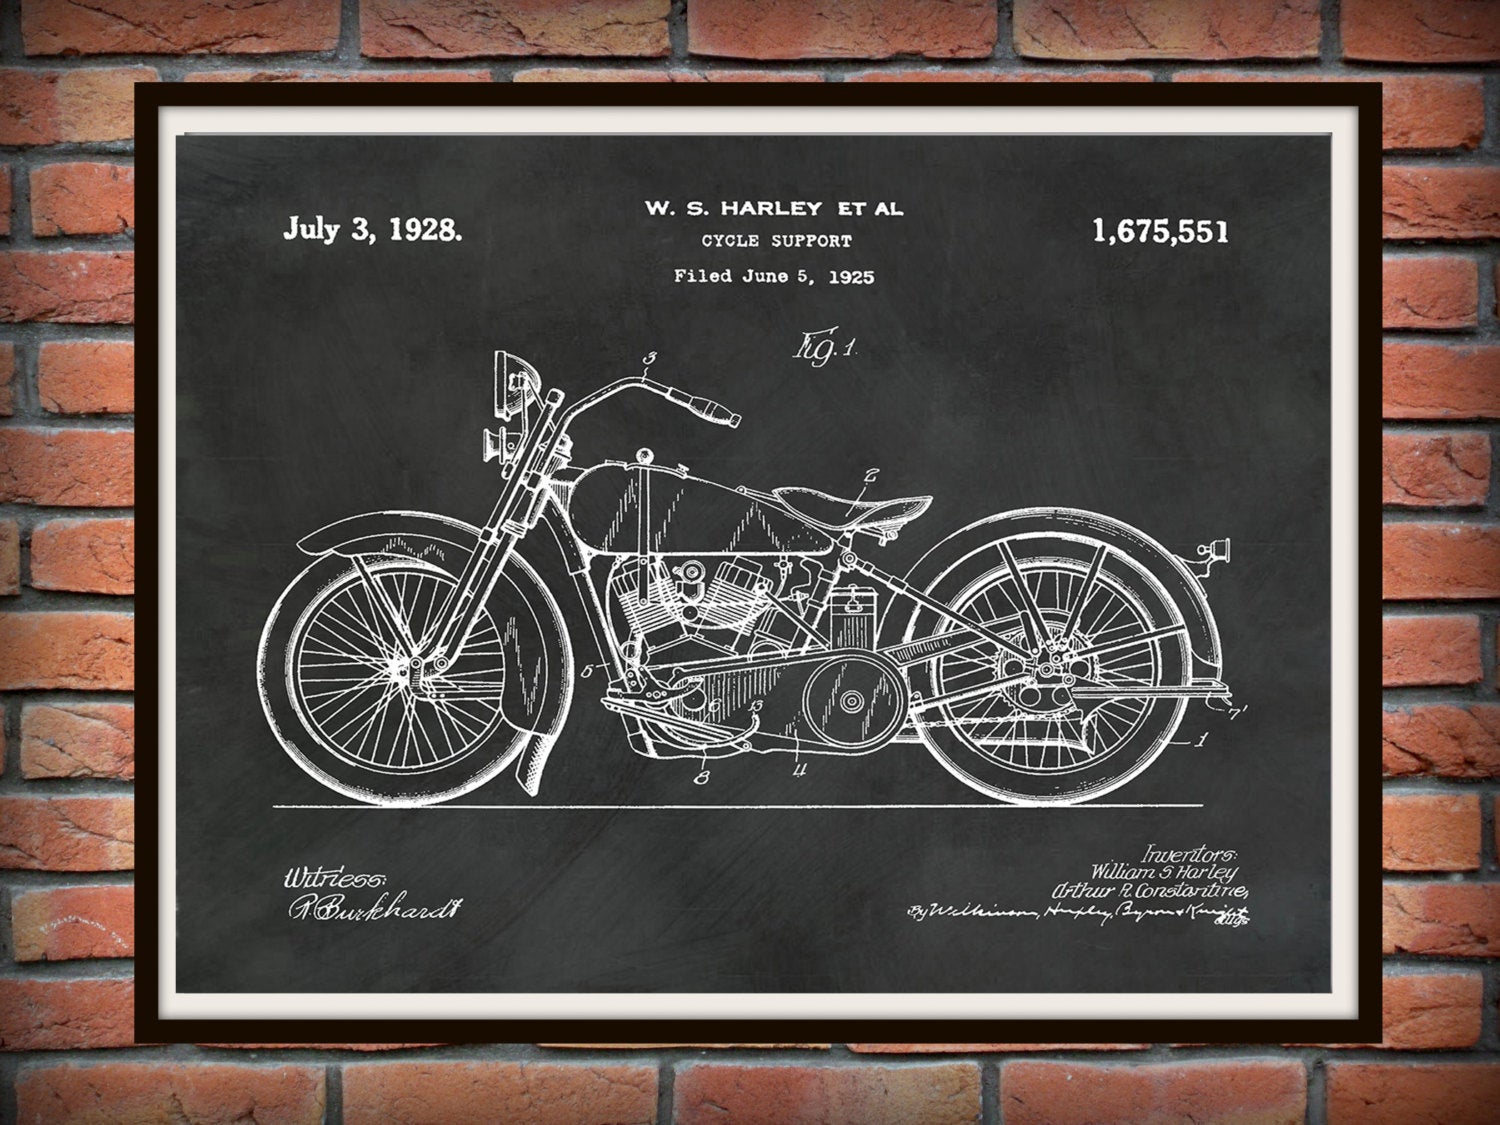 W. S. HARLEY ET AL
July 3, 1928.
1,675,551
CYCLE SUPPORT
Filed June 5, 1925
Fig. 1.
3
2
5
6
8
4
7'
1
Witness:
R. Burkhardt
Inventors:
William S Harley
Arthur R. Constantine,
By Wilkinson, Huxley, Byron & Knight
attys